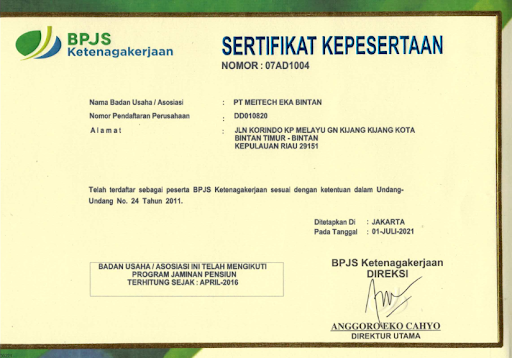 BPJS
Ketenagakerjaan
SERTIFIKAT KEPESERTAAN
NOMOR : 07AD1004
Nama Badan Usaha / Asosiasi : PT MEITECH EKA BINTAN
Nomor Pendaftaran Perusahaan : DD010820
A l a m a t : JLN KORINDO KP MELAYU GN KIJANG KIJANG KOTA
BINTAN TIMUR - BINTAN
KEPULAUAN RIAU 29151
Telah terdaftar sebagai peserta BPJS Ketenagakerjaan sesuai dengan ketentuan dalam Undang-
Undang No. 24 Tahun 2011.
Ditetapkan Di : JAKARTA
Pada Tanggal : 01-JULI-2021
BADAN USAHA / ASOSIASI INI TELAH MENGIKUTI
PROGRAM JAMINAN PENSIUN
TERHITUNG SEJAK : APRIL-2016
BPJS Ketenagakerjaan
DIREKSI
ANGGORO EKO CAHYO
DIREKTUR UTAMA